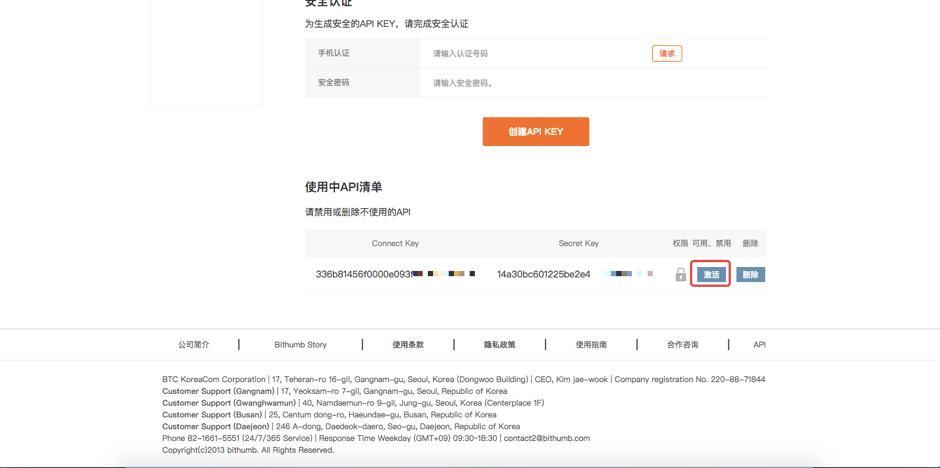 安全认证
为生成安全的API KEY，请完成安全认证
手机认证 请输入认证号码 请求
安全密码 请输入安全密码。
创建API KEY
使用中API清单
请禁用或删除不使用的API
Connect Key Secret Key 权限 可用、禁用 删除
336b81456f0000e093f 14a30bc601225be2e4 激活 删除
公司简介 | Bithumb Story | 使用条款 | 隐私政策 | 使用指南 | 合作咨询 | API
BTC KoreaCom Corporation | 17, Teheran-ro 16-gil, Gangnam-gu, Seoul, Korea (Dongwoo Building) | CEO, Kim jae-wook | Company registration No. 220-88-71844
Customer Support (Gangnam) | 17, Yeoksam-ro 7-gil, Gangnam-gu, Seoul, Republic of Korea
Customer Support (Gwanghwamun) | 40, Namdaemun-ro 9-gil, Jung-gu, Seoul, Korea (Centerplace 1F)
Customer Support (Busan) | 25, Centum dong-ro, Haeundae-gu, Busan, Republic of Korea
Customer Support (Daejeon) | 246 A-dong, Daedeok-daero, Seo-gu, Daejeon, Republic of Korea
Phone 82-1661-5551 (24/7/365 Service) | Response Time Weekday (GMT+09) 09:30-18:30 | contact2@bithumb.com
Copyright(c)2013 bithumb. All Rights Reserved.